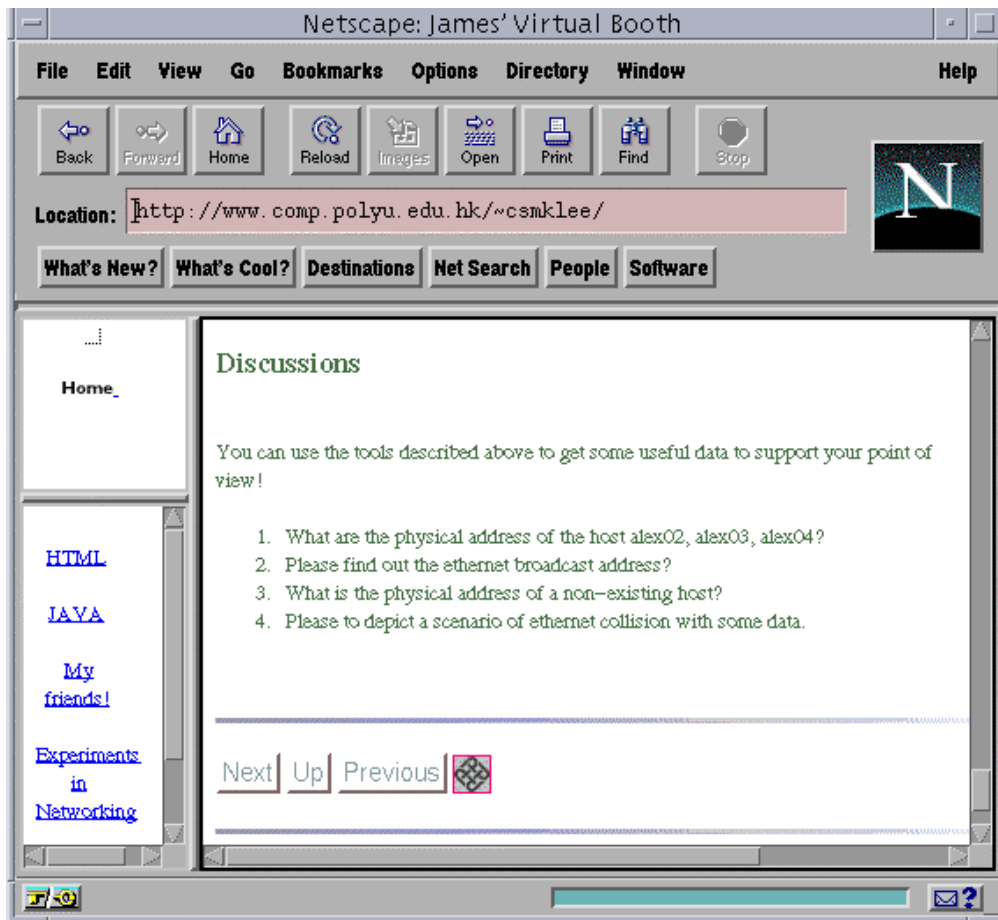 Netscape: James' Virtual Booth
File Edit View Go Bookmarks Options Directory Window Help
Back Forward Home Reload Images Open Print Find Stop
N
Location: http://www.comp.polyu.edu.hk/~csmklee/
What's New? What's Cool? Destinations Net Search People Software
Home
HTML
JAVA
My
friends!
Experiments
in
Networking
Discussions
You can use the tools described above to get some useful data to support your point of
view!
1. What are the physical address of the host alex02, alex03, alex04?
2. Please find out the ethernet broadcast address?
3. What is the physical address of a non-existing host?
4. Please to depict a scenario of ethernet collision with some data.
Next Up Previous
?